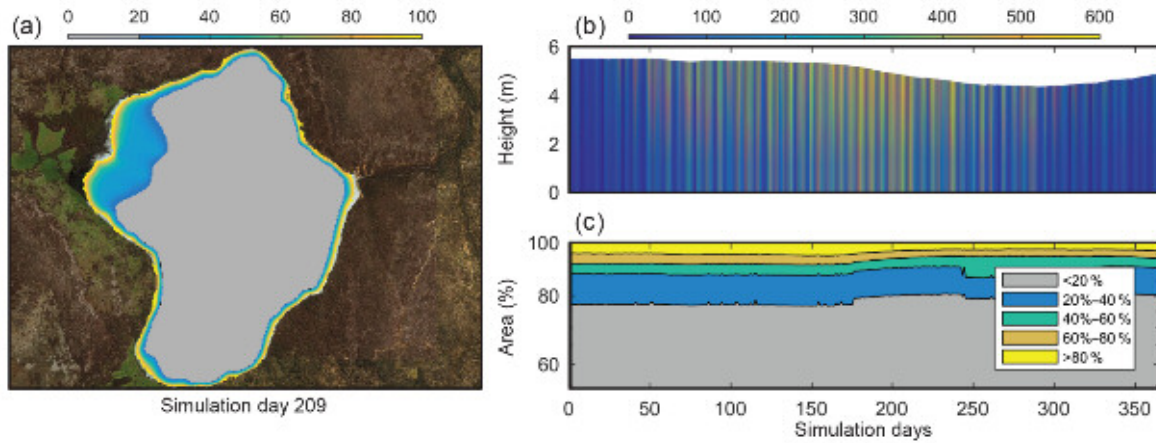 (a)
0 20 40 60 80 100
Simulation day 209
(b)
0 100 200 300 400 500 600
Height (m)
6
4
2
0
(c)
Area (%)
100
80
60
<20 %
20%–40 %
40%–60 %
60%–80 %
>80 %
0 50 100 150 200 250 300 350
Simulation days